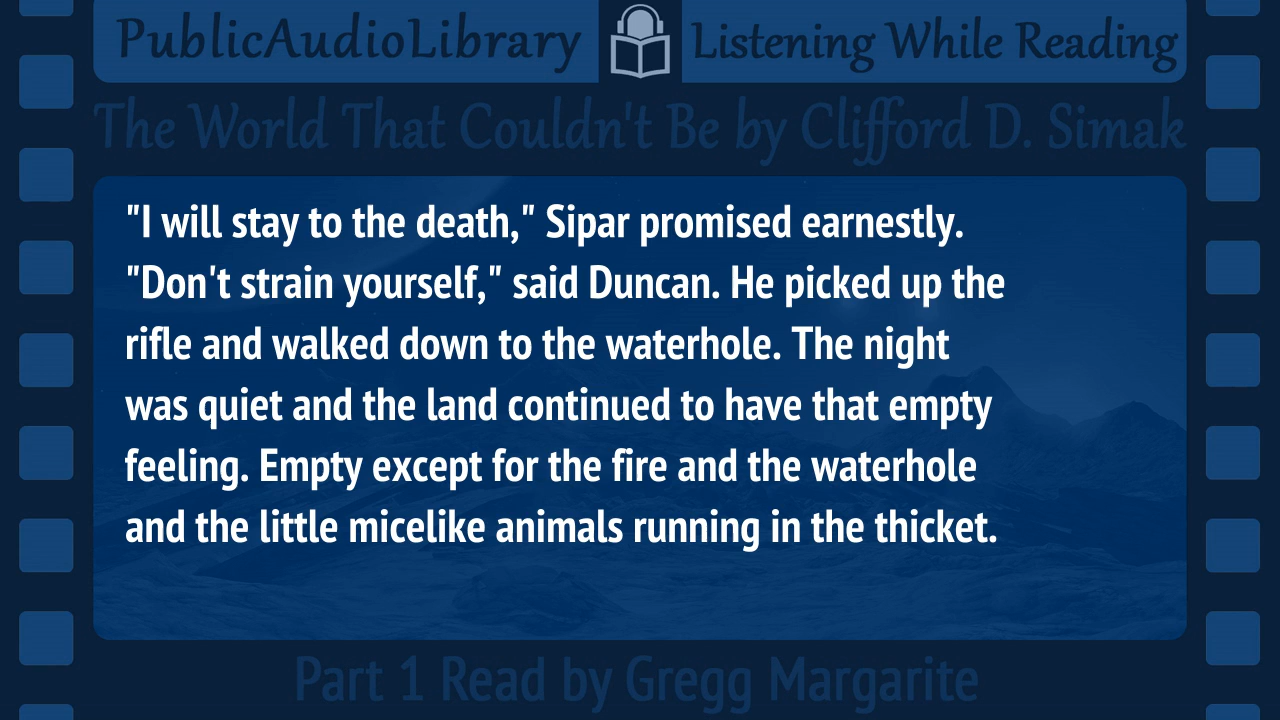 PublicAudioLibrary Listening While Reading
The World That Couldn't Be by Clifford D. Simak
"I will stay to the death," Sipar promised earnestly.
"Don't strain yourself," said Duncan. He picked up the
rifle and walked down to the waterhole. The night
was quiet and the land continued to have that empty
feeling. Empty except for the fire and the waterhole
and the little micelike animals running in the thicket.
Part 1 Read by Gregg Margarite